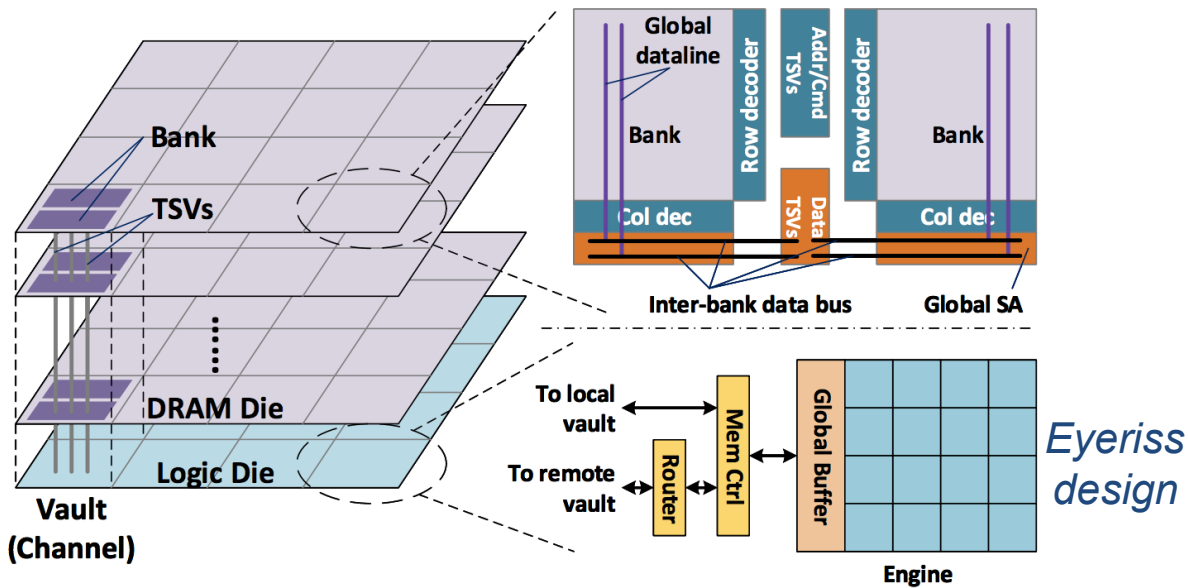 Bank
TSVs
DRAM Die
Logic Die
Vault
(Channel)
Global
dataline
Row decoder
Addr/Cmd
TSVs
Row decoder
Bank
Bank
Col dec
Data
TSVs
Col dec
Inter-bank data bus
Global SA
To local
vault
To remote
vault
Router
Mem Ctrl
Global Buffer
Engine
Eyeriss
design